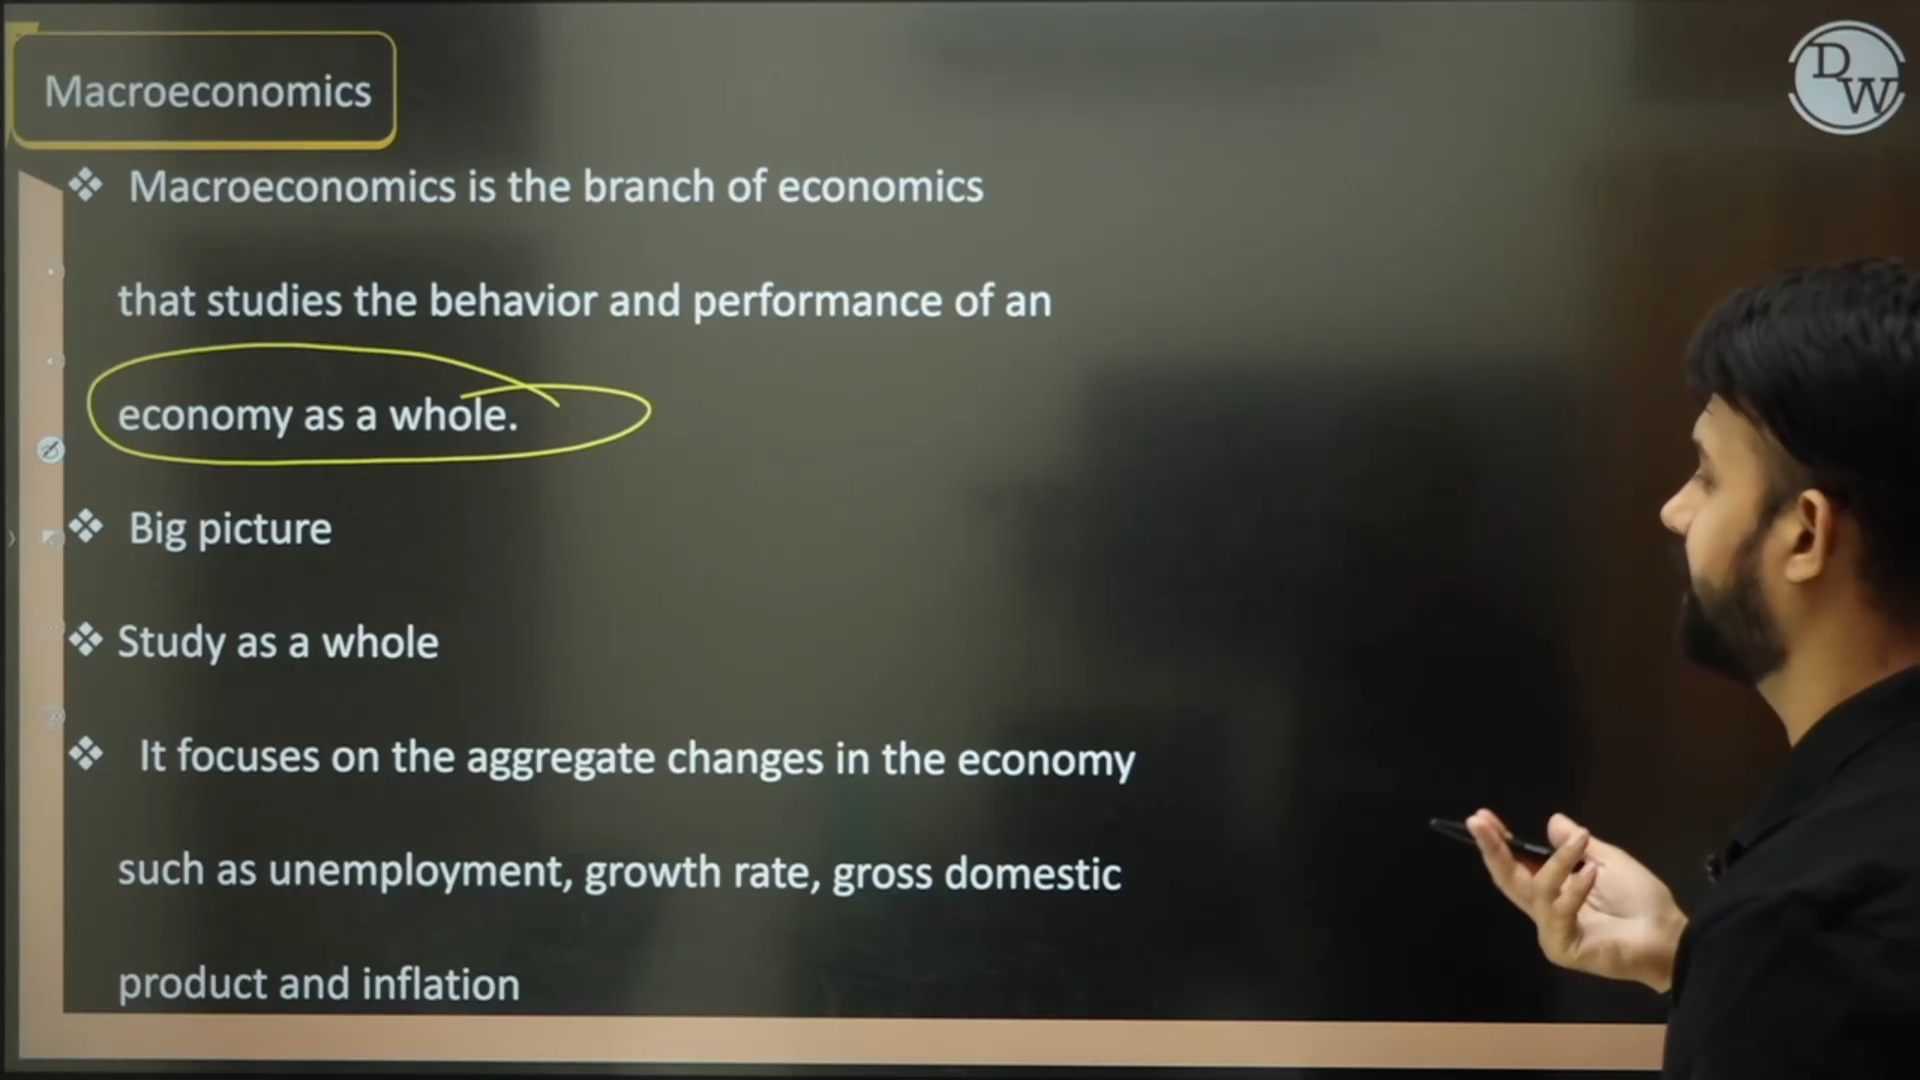 Macroeconomics
DW
❖ Macroeconomics is the branch of economics
that studies the behavior and performance of an
economy as a whole.
❖ Big picture
❖ Study as a whole
❖ It focuses on the aggregate changes in the economy
such as unemployment, growth rate, gross domestic
product and inflation